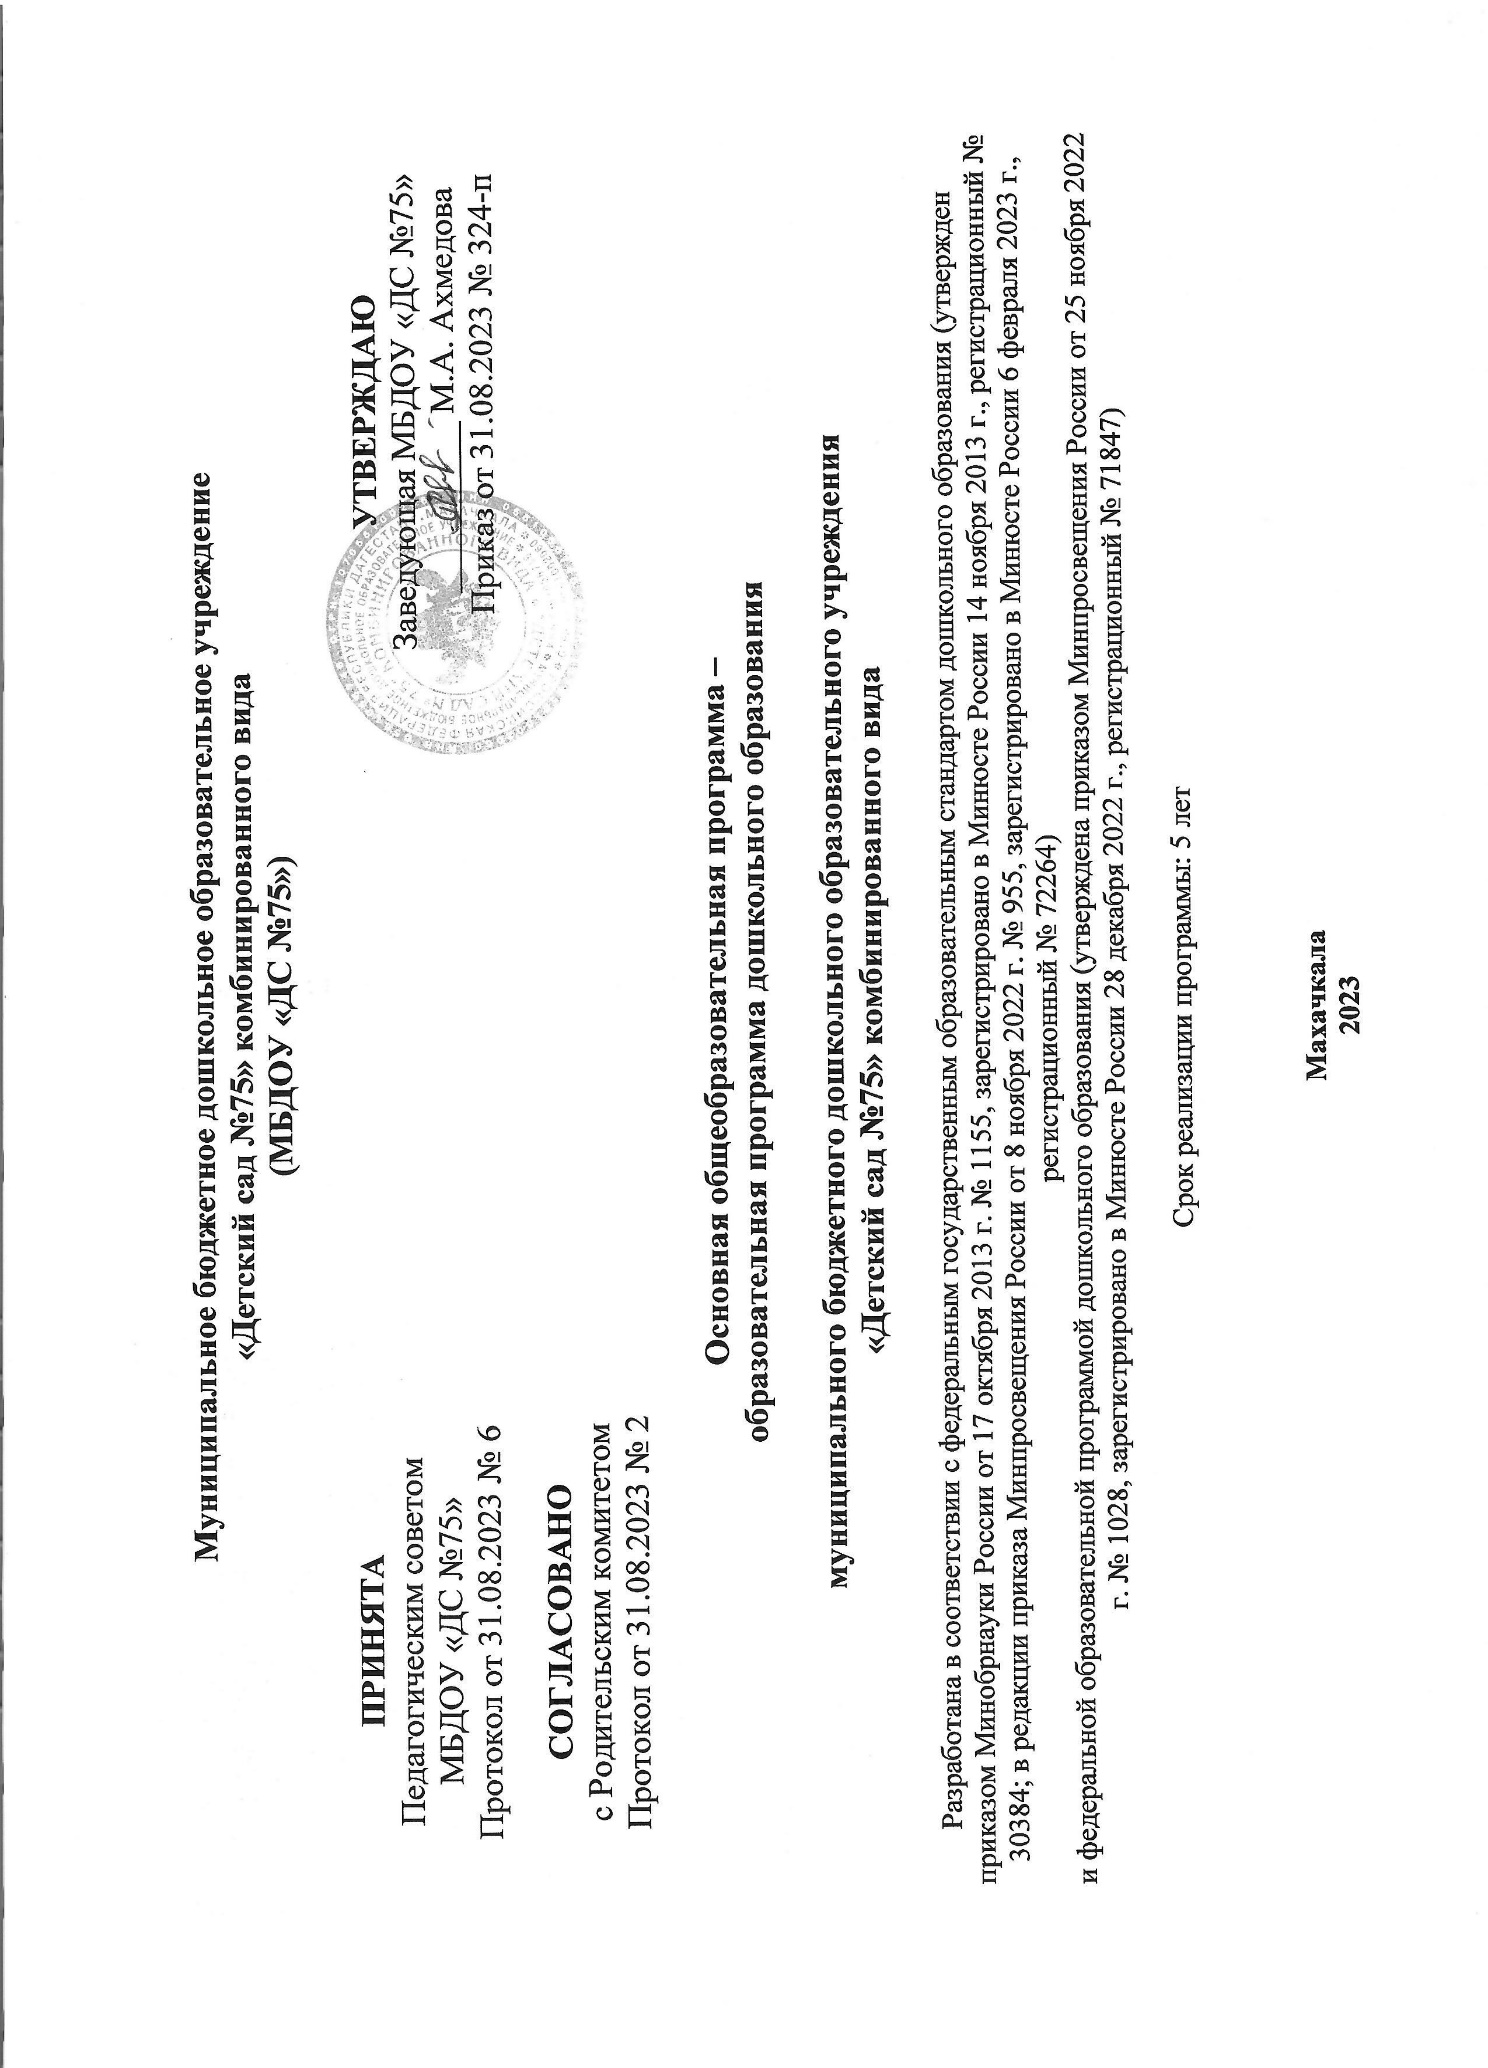 Муниципальное бюджетное дошкольное образовательное учреждение
«Детский сад №75» комбинированного вида
(МБДОУ «ДС №75»)
ПРИНЯТА
Педагогическим советом
МБДОУ «ДС №75»
Протокол от 31.08.2023 № 6
СОГЛАСОВАНО
с Родительским комитетом
Протокол от 31.08.2023 № 2
УТВЕРЖДАЮ
Заведующая МБДОУ «ДС №75»
М.А. Ахмедова
Приказ от 31.08.2023 № 324-п
Основная общеобразовательная программа –
образовательная программа дошкольного образования
муниципального бюджетного дошкольного образовательного учреждения
«Детский сад №75» комбинированного вида
Разработана в соответствии с федеральным государственным образовательным стандартом дошкольного образования (утвержден
приказом Минобрнауки России от 17 октября 2013 г. № 1155, зарегистрировано в Минюсте России 14 ноября 2013 г., регистрационный №
30384; в редакции приказа Минпросвещения России от 8 ноября 2022 г. № 955, зарегистрировано в Минюсте России 6 февраля 2023 г.,
регистрационный № 72264)
и федеральной образовательной программой дошкольного образования (утверждена приказом Минпросвещения России от 25 ноября 2022
г. № 1028, зарегистрировано в Минюсте России 28 декабря 2022 г., регистрационный № 71847)
Срок реализации программы: 5 лет
Махачкала
2023